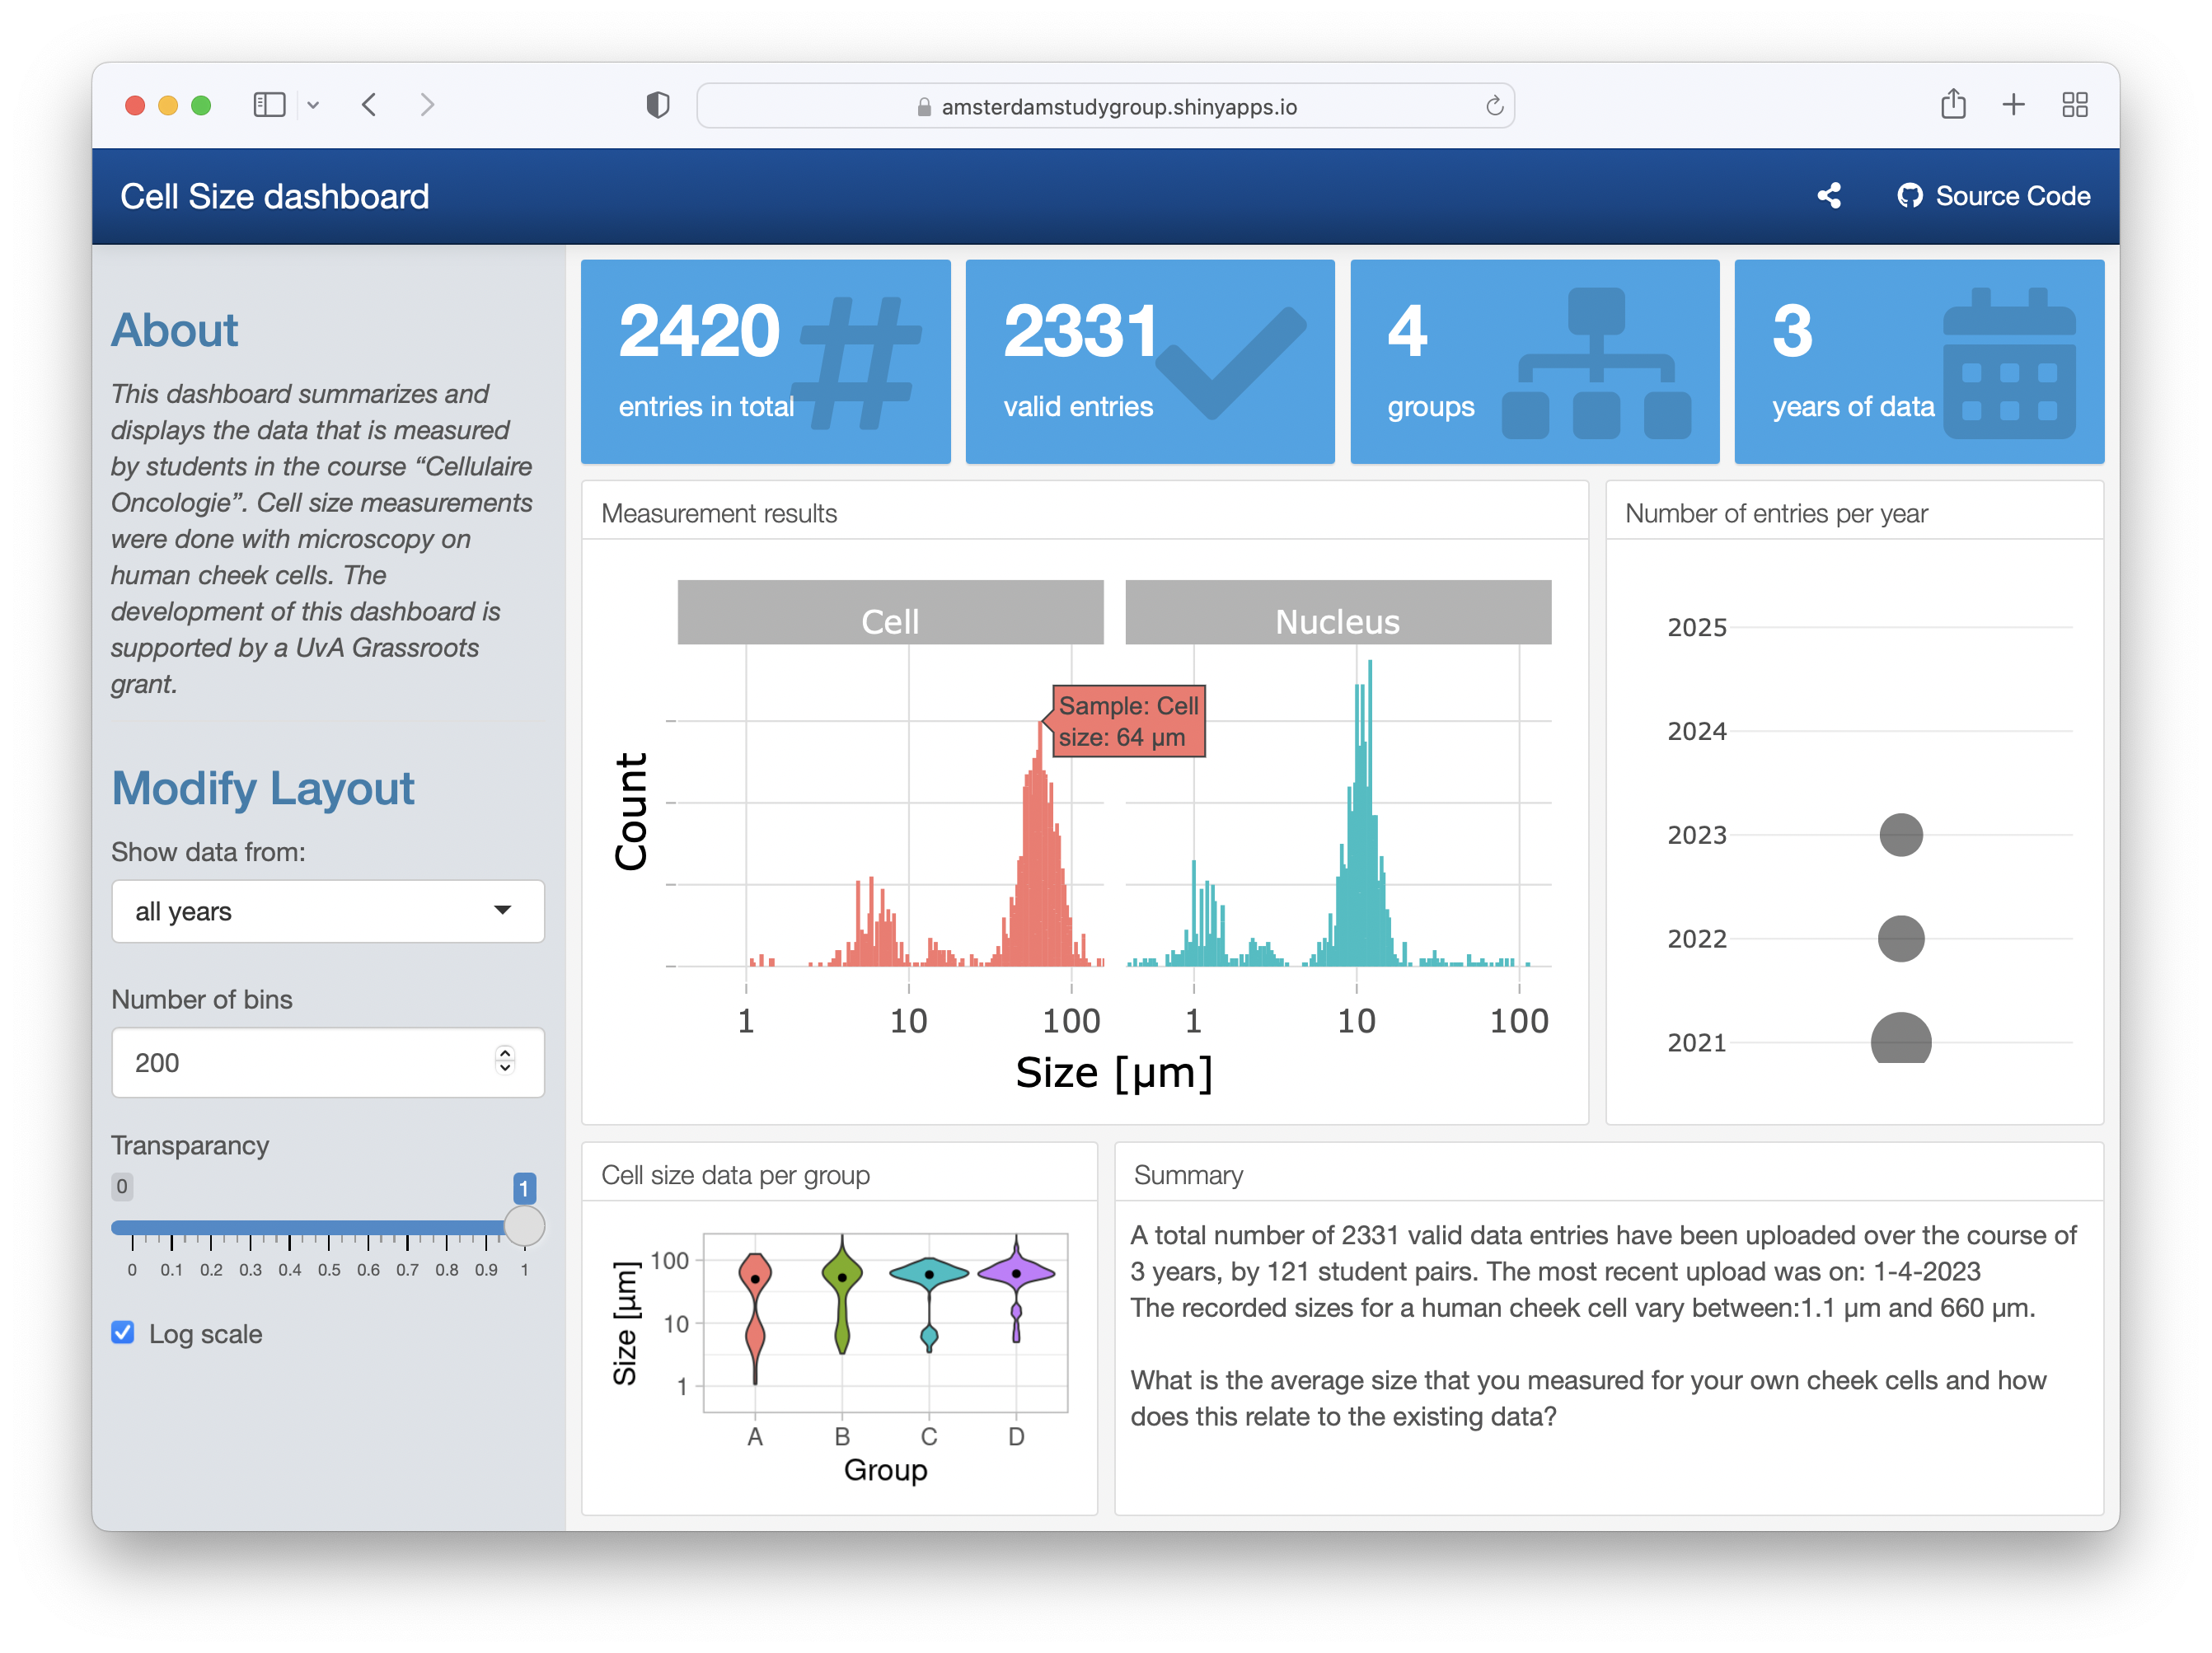 amsterdamstudygroup.shinyapps.io
Cell Size dashboard
Source Code
About
This dashboard summarizes and
displays the data that is measured
by students in the course “Cellulaire
Oncologie”. Cell size measurements
were done with microscopy on
human cheek cells. The
development of this dashboard is
supported by a UvA Grassroots
grant.
Modify Layout
Show data from:
all years
Number of bins
200
Transparancy
0
1
0 0.1 0.2 0.3 0.4 0.5 0.6 0.7 0.8 0.9 1
Log scale
2420
entries in total
2331
valid entries
4
groups
3
years of data
Measurement results
Cell
Nucleus
Sample: Cell
size: 64 µm
Count
1 10 100 1 10 100
Size [µm]
Number of entries per year
2025
2024
2023
2022
2021
Cell size data per group
Size [µm]
100
10
1
A B C D
Group
Summary
A total number of 2331 valid data entries have been uploaded over the course of
3 years, by 121 student pairs. The most recent upload was on: 1-4-2023
The recorded sizes for a human cheek cell vary between:1.1 µm and 660 µm.
What is the average size that you measured for your own cheek cells and how
does this relate to the existing data?